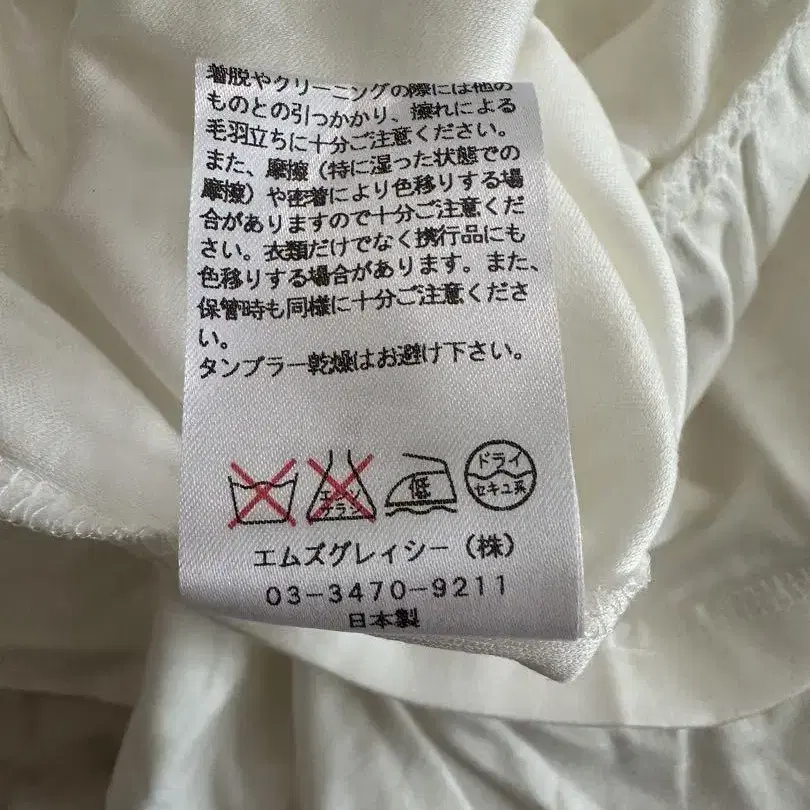 着脱やクリーニングの際には他の
ものとの引つかかり、擦れによる
毛羽立ちに十分ご注意ください。
また、摩擦（特に湿った状態での
摩擦）や密着により色移りする場
合がありますので十分ご注意くだ
さい。衣類だけでなく携行品にも
色移りする場合があります。また、
保管時も同様に十分ご注意くださ
い。
タンブラー乾燥はお避け下さい。
エンソ
サラシ
低
ドライ
セキユ系
エムズグレイシー（株）
03-3470-9211
日本製